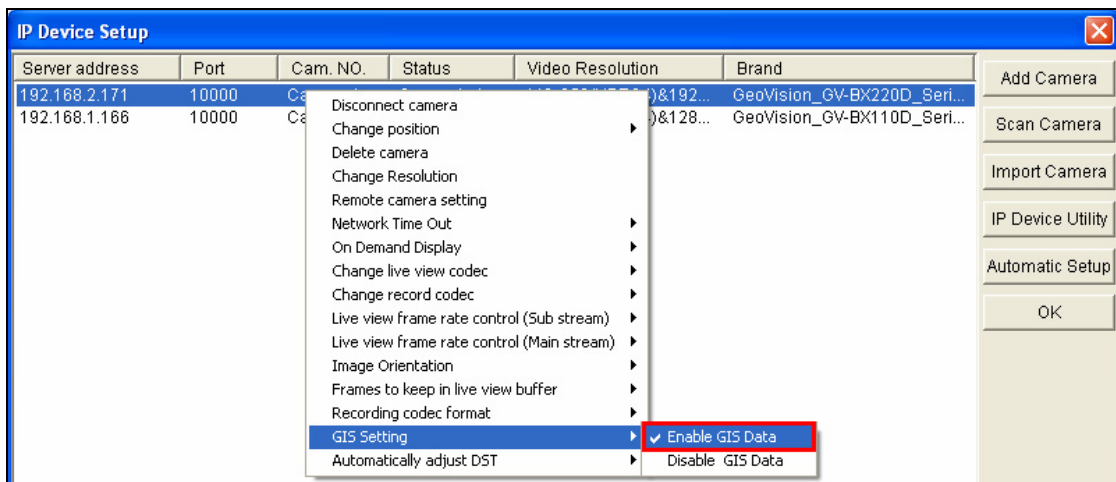 IP Device Setup
Server address Port Cam. NO. Status Video Resolution Brand
192.168.2.171 10000 )&192... GeoVision_GV-BX220D_Seri...
192.168.1.166 10000 )&128... GeoVision_GV-BX110D_Seri...
Disconnect camera
Change position
Delete camera
Change Resolution
Remote camera setting
Network Time Out
On Demand Display
Change live view codec
Change record codec
Live view frame rate control (Sub stream)
Live view frame rate control (Main stream)
Image Orientation
Frames to keep in live view buffer
Recording codec format
GIS Setting
Automatically adjust DST
Enable GIS Data
Disable GIS Data
Add Camera
Scan Camera
Import Camera
IP Device Utility
Automatic Setup
OK